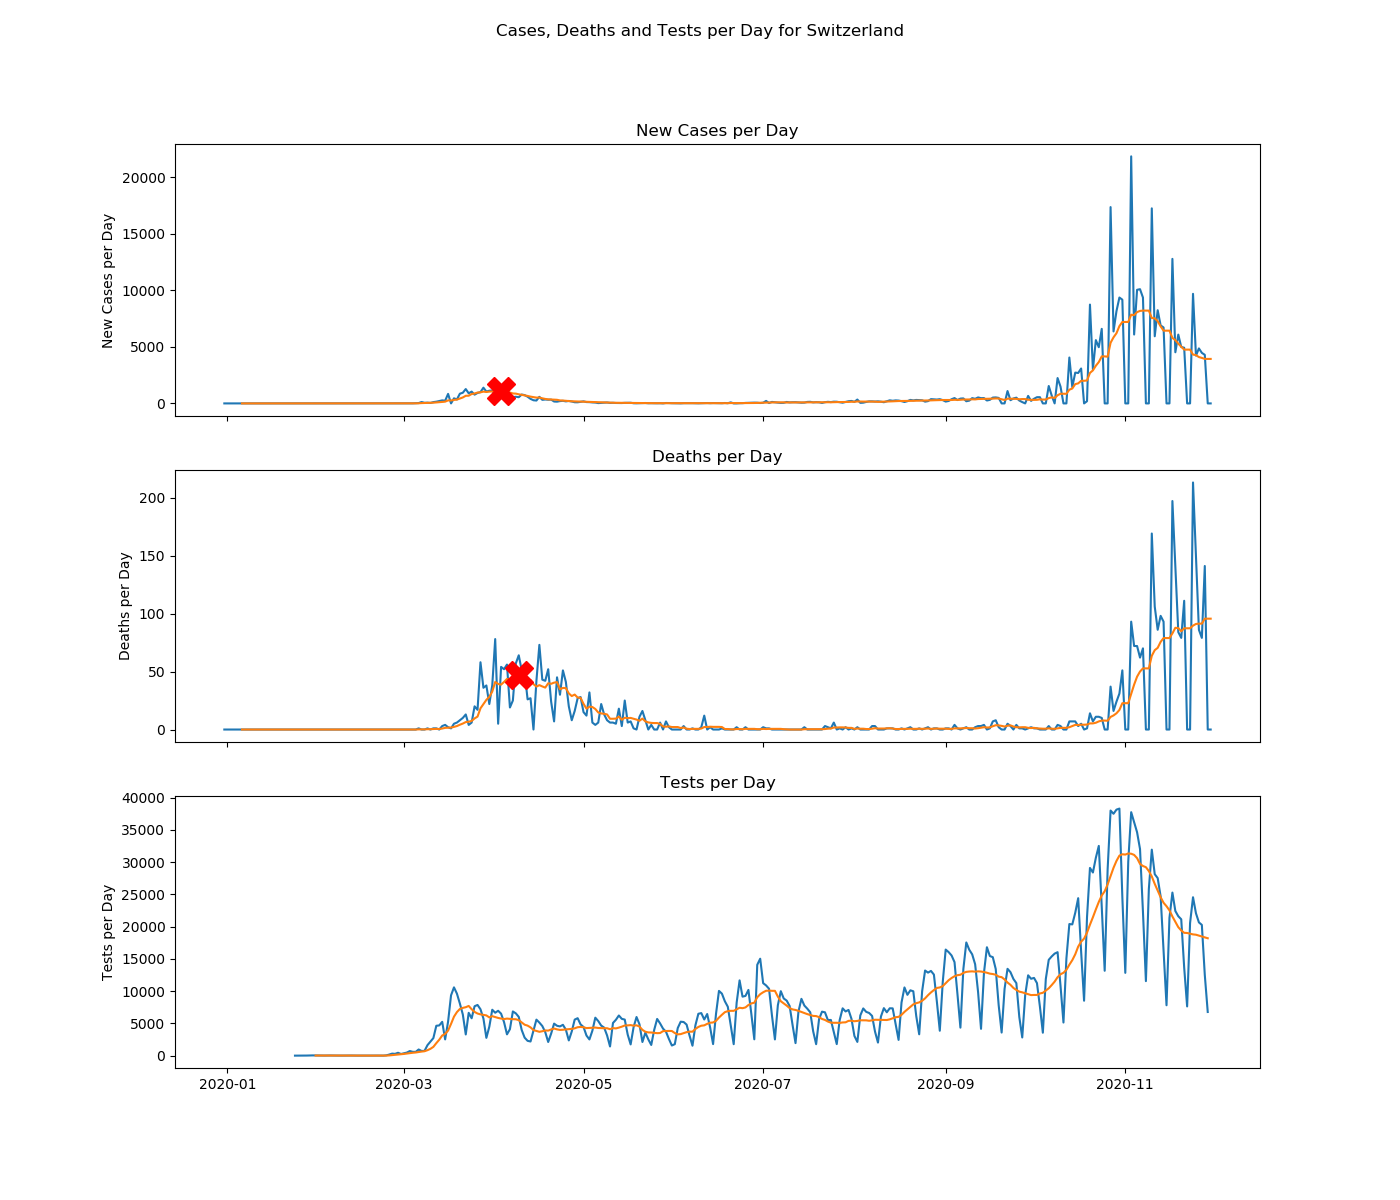 Cases, Deaths and Tests per Day for Switzerland
New Cases per Day
New Cases per Day
20000
15000
10000
5000
0
Deaths per Day
Deaths per Day
200
150
100
50
0
Tests per Day
Tests per Day
40000
35000
30000
25000
20000
15000
10000
5000
0
2020-01 2020-03 2020-05 2020-07 2020-09 2020-11